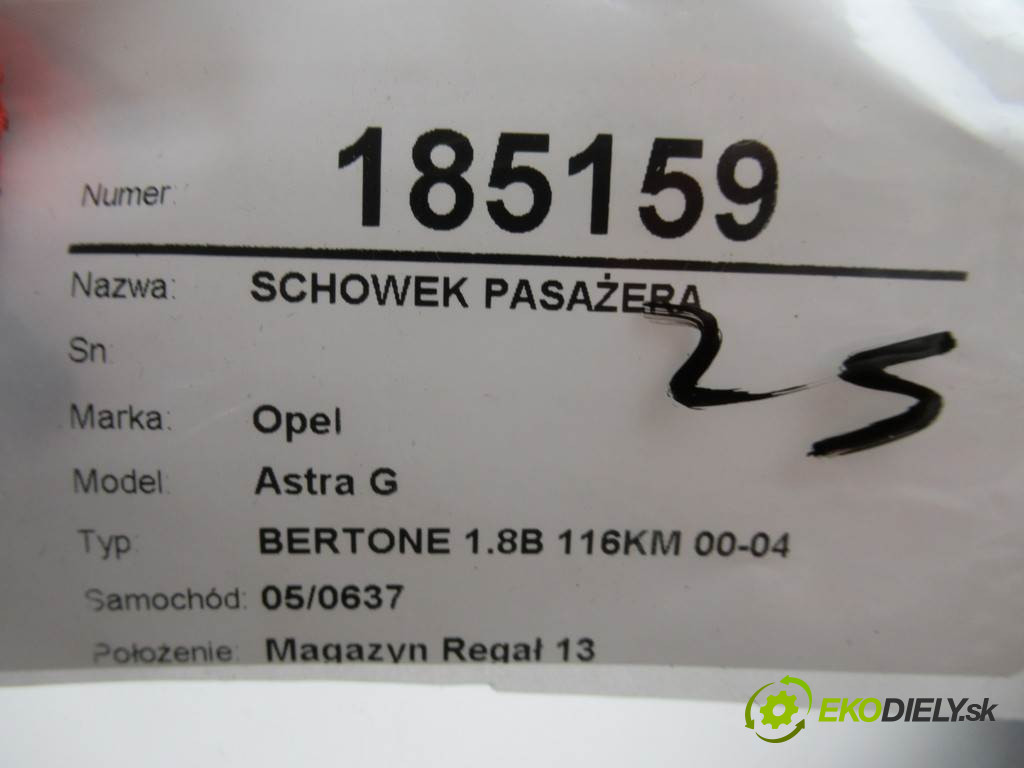 Numer: 185159
Nazwa: SCHOWEK PASAŻERA
25
Sn:
Marka: Opel
Model: Astra G
Typ: BERTONE 1.8B 116KM 00-04
Samochód: 05/0637
Położenie: Magazyn Regał 13
EKODIELY.sk